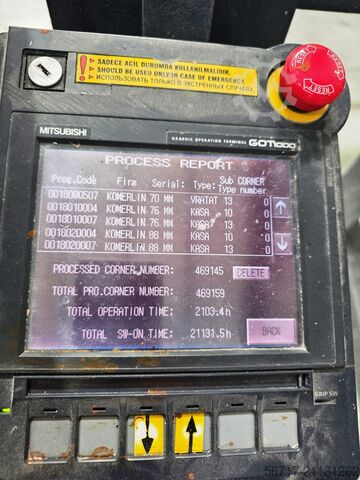 SADECE ACİL DURUMDA KULLANILMALIDIR.
SHOULD BE USED ONLY IN CASE OF EMERGENCY.
ИСПОЛЬЗОВАТЬ ТОЛЬКО В ЭКСТРЕННЫХ СЛУЧАЯХ.
RESET
RESET
MITSUBISHI
GRAPHIC OPERATION TERMINAL GOT1000
PROCESS REPORT
Prog.Code Firm Serial: Type: Sub CORNER
Type number
0018080507 KOMERLIN 70 MM VRATAT 13 0
0018010004 KOMERLIN 76 MM KASA 10 0
0018010007 KOMERLIN 76 MM KASA 13 0
0018020004 KOMERLIN 88 MM KASA 10 0
0018020007 KOMERLIN 88 MM KASA 13 0
PROCESSED CORNER NUMBER: 469145 DELETE
TOTAL PRO.CORNER NUMBER: 469159
TOTAL OPERATION TIME: 2103.4h
TOTAL SW-ON TIME: 21131.5h
BACK
GRIP SW